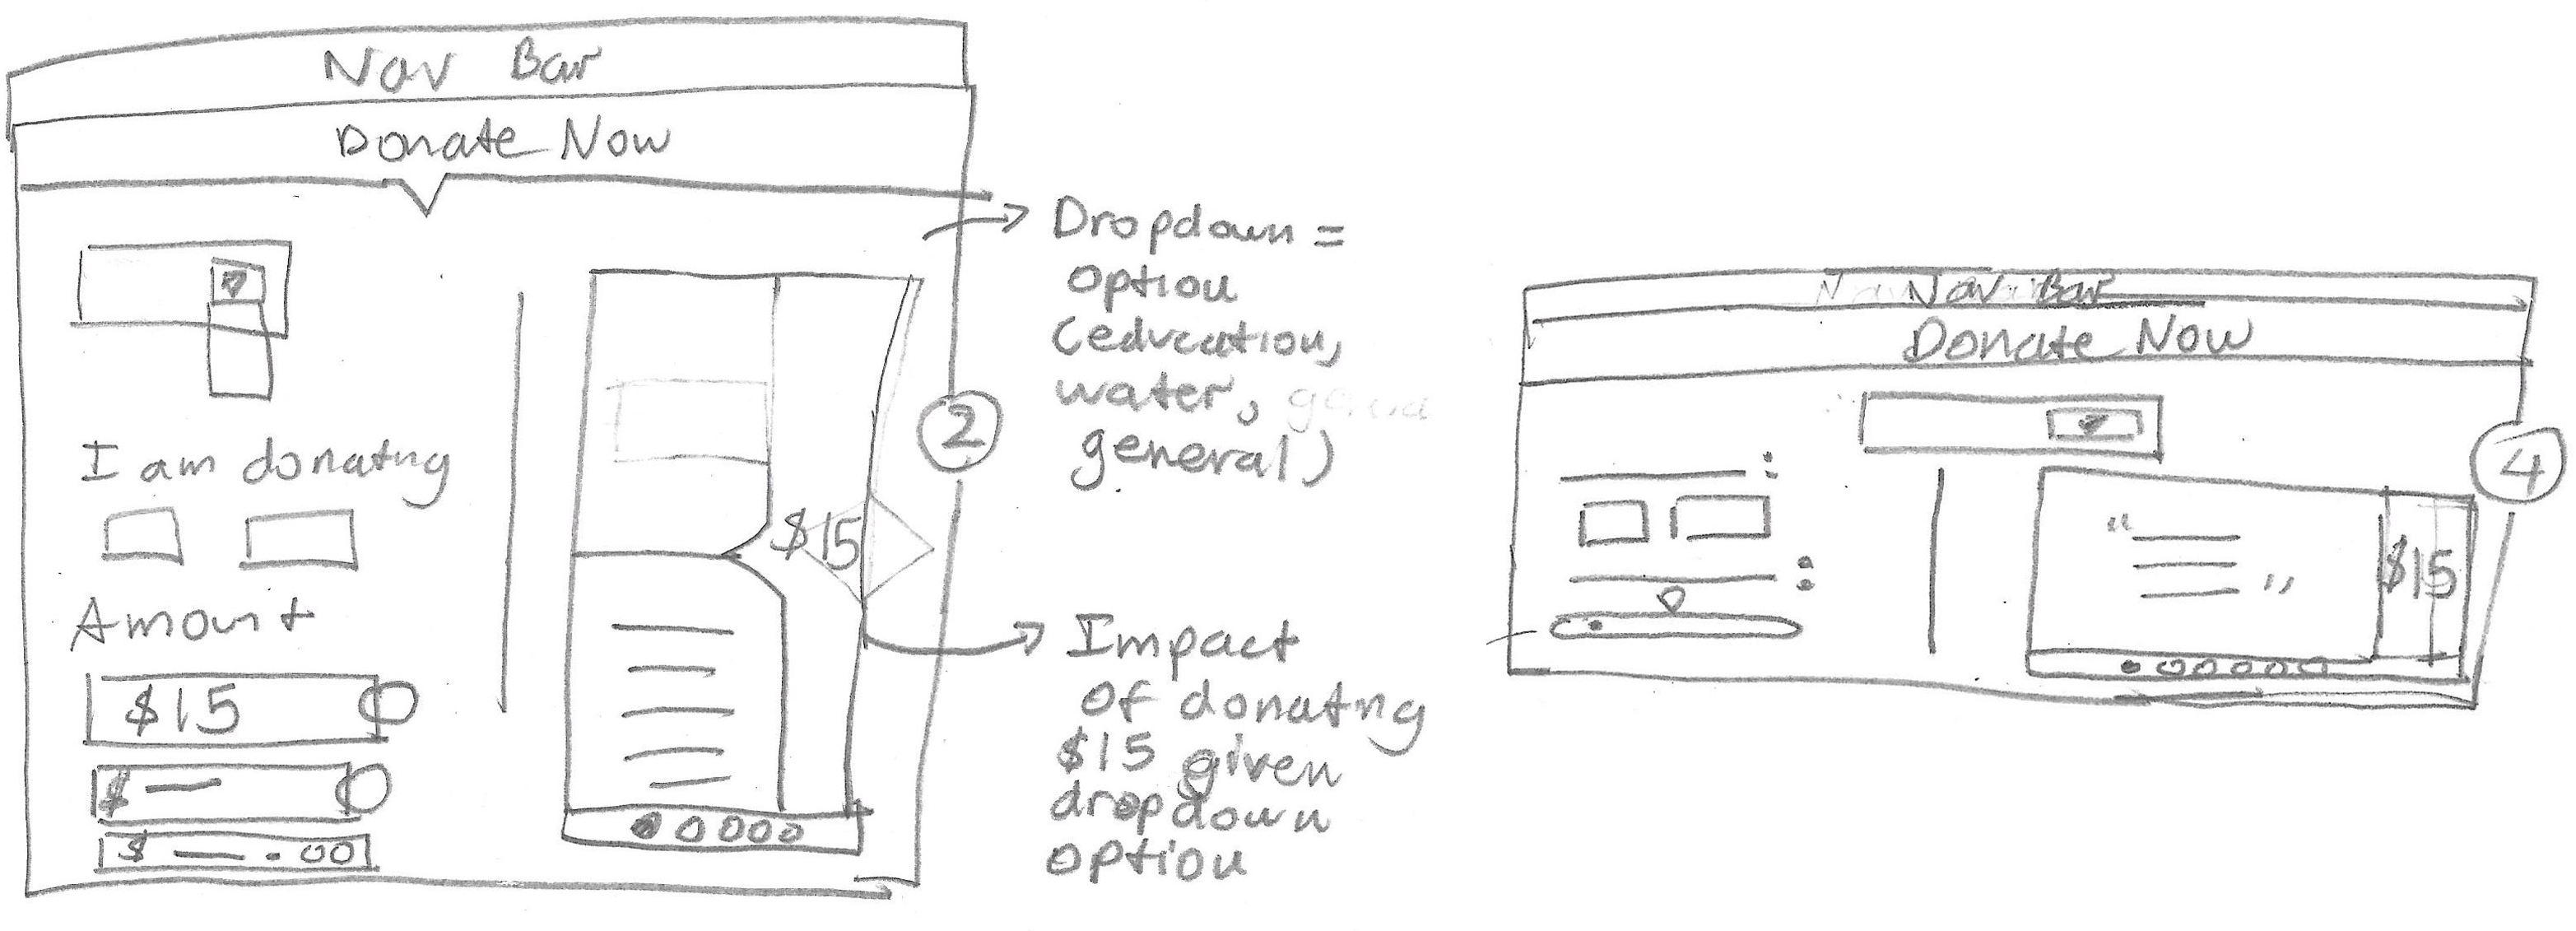 Nav Bar
Donate Now
I am donatng
Amount
$15
$
$ . 00
$15
2
Dropdown =
option
(education,
water,
general)
Impact
of donatng
$15 given
dropdown
option
Nav Bar
Donate Now
4
" "
$15